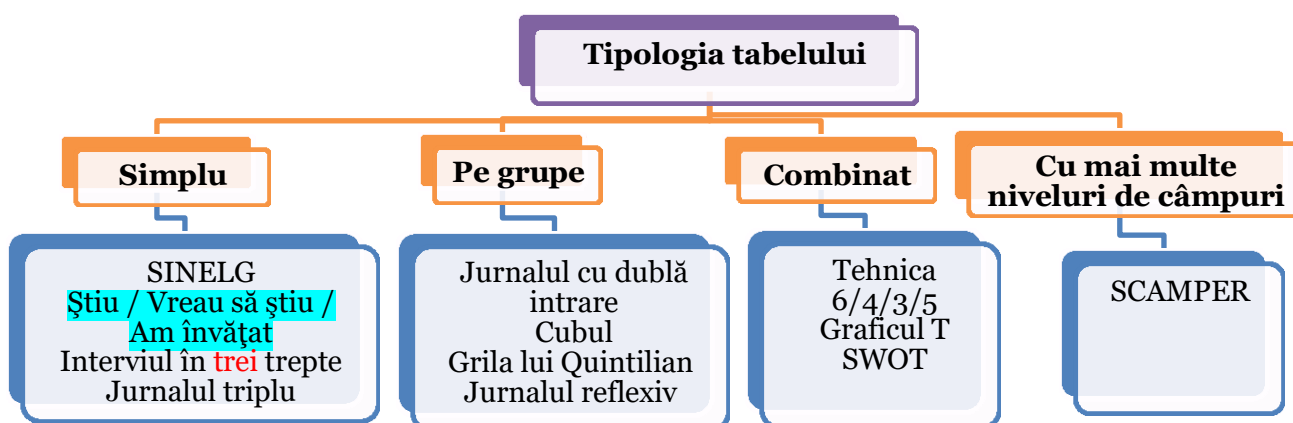 Tipologia tabelului
Simplu
Pe grupe
Combinat
Cu mai multe
niveluri de câmpuri
SINELG
Ştiu / Vreau să ştiu /
Am învăţat
Interviul în trei trepte
Jurnalul triplu
Jurnalul cu dublă
intrare
Cubul
Grila lui Quintilian
Jurnalul reflexiv
Tehnica
6/4/3/5
Graficul T
SWOT
SCAMPER